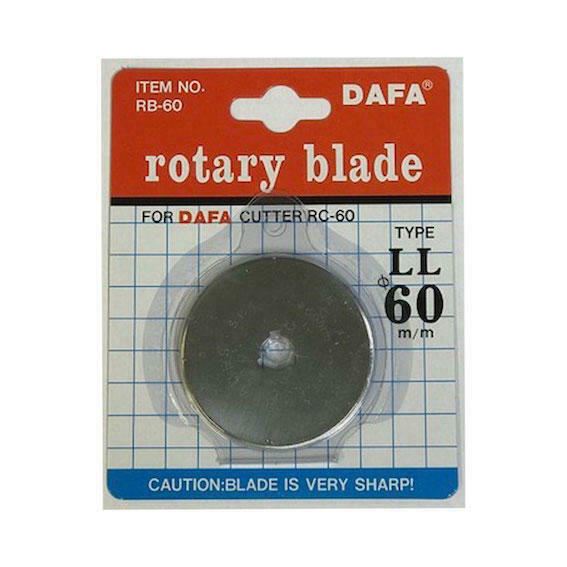 ITEM NO.
RB-60
DAFA®
rotary blade
FOR DAFA CUTTER RC-60
TYPE
LL
φ60
m/m
CAUTION:BLADE IS VERY SHARP!